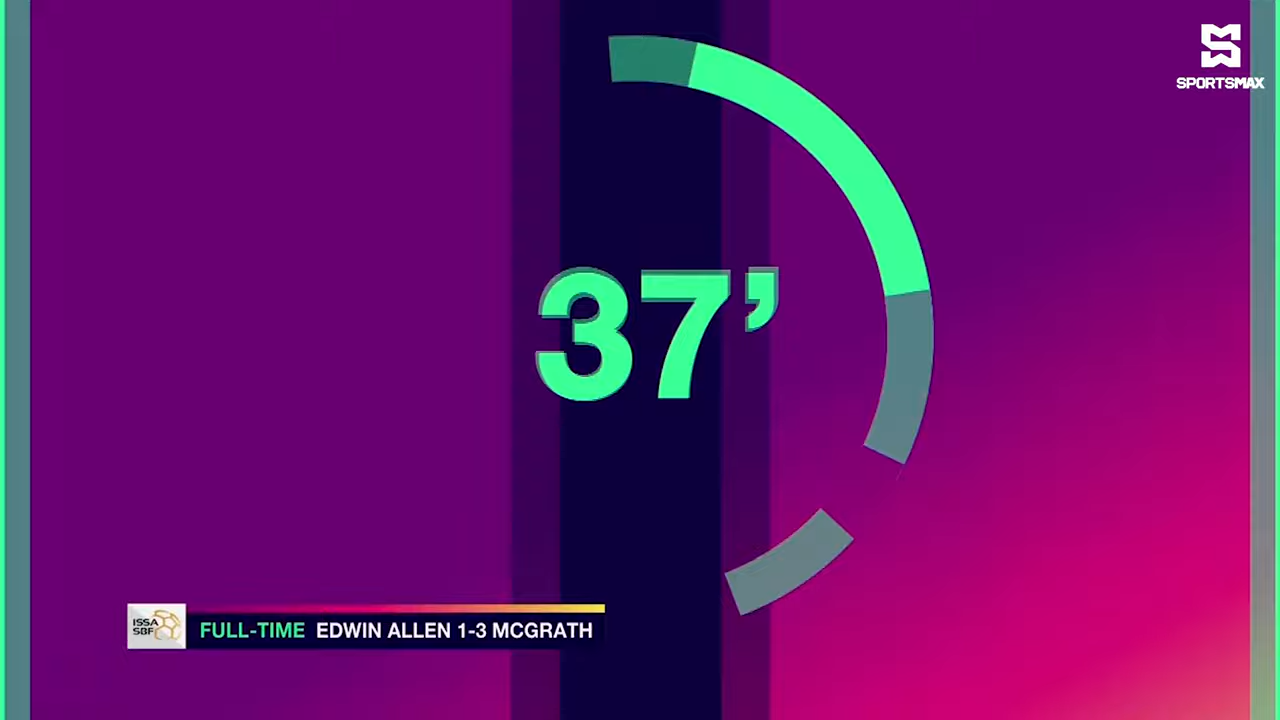 SPORTSMAX
37’
ISSA
SBF
FULL-TIME EDWIN ALLEN 1-3 MCGRATH